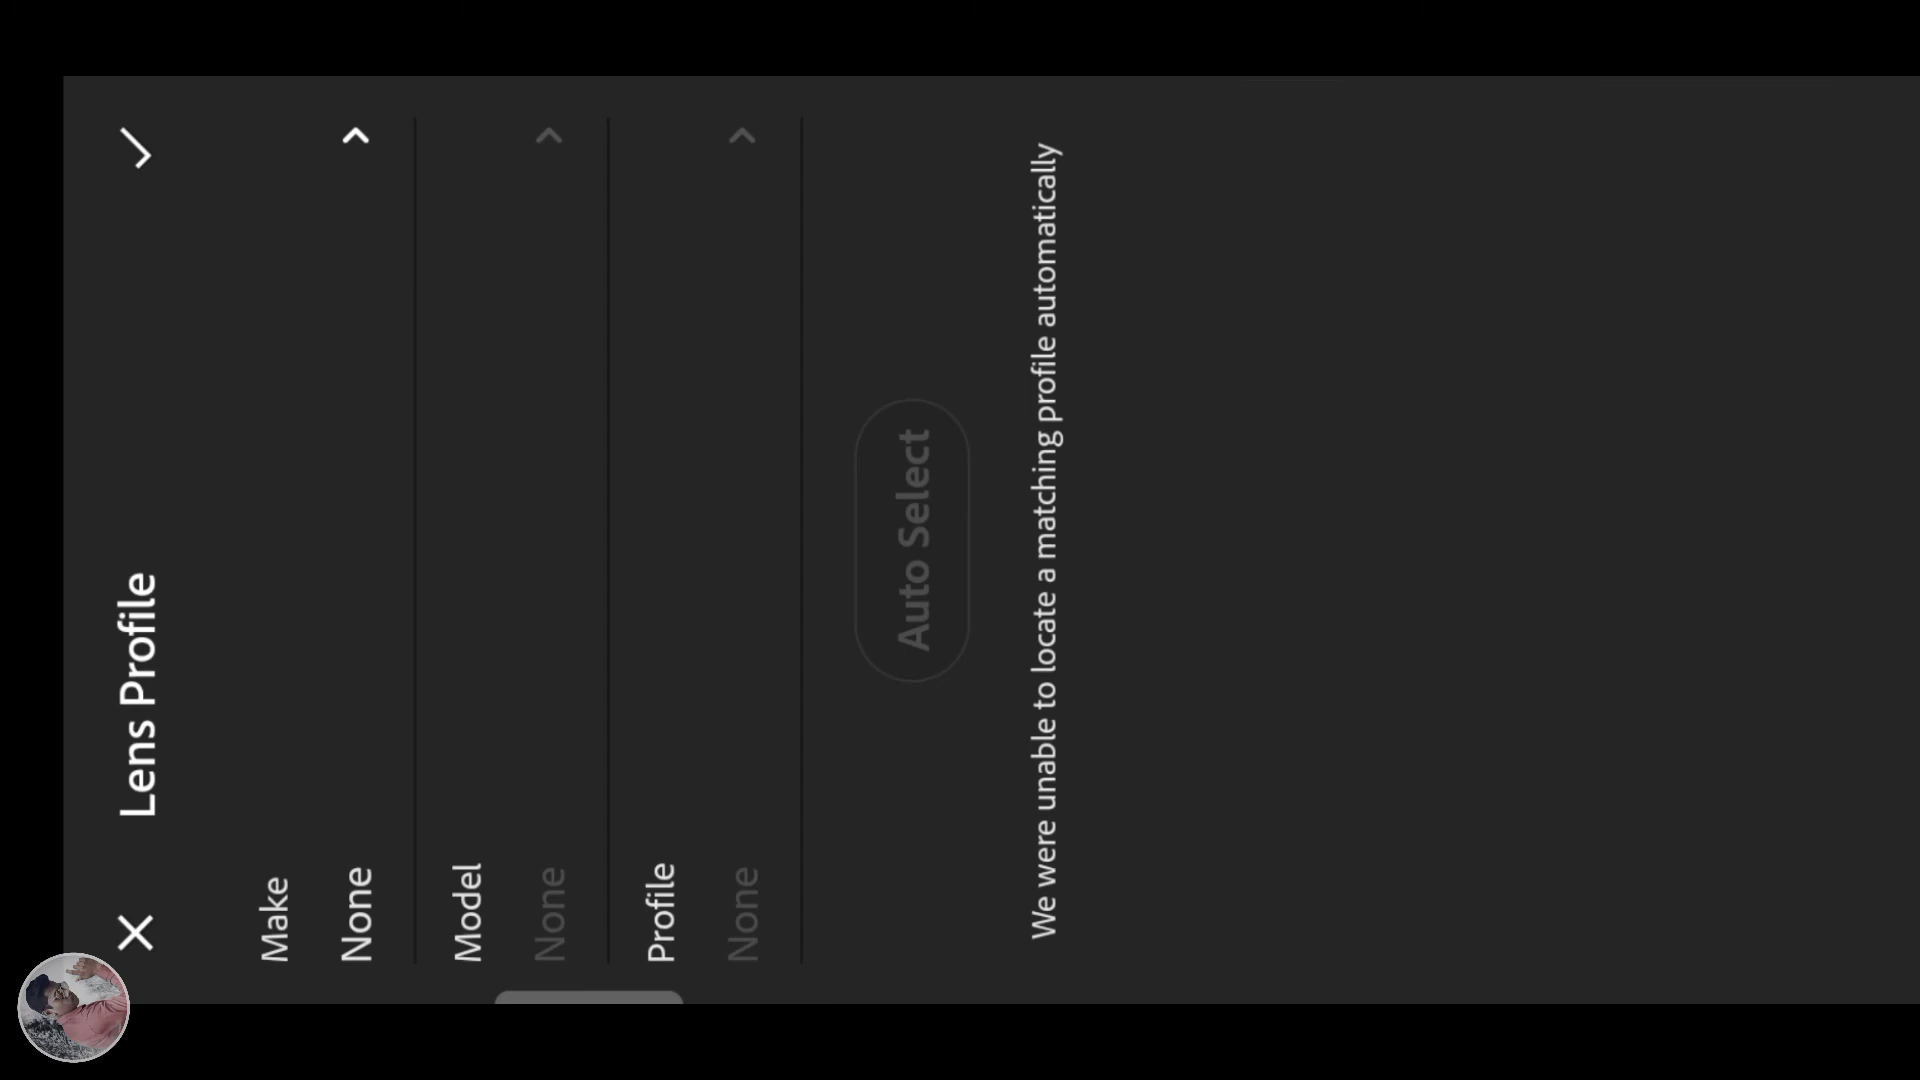 Lens Profile
Make
None
Model
None
Profile
None
Auto Select
We were unable to locate a matching profile automatically